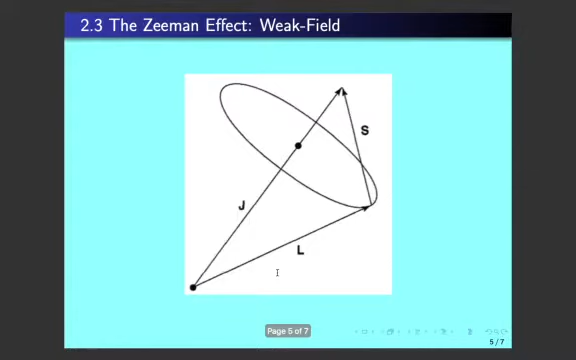 2.3 The Zeeman Effect: Weak-Field
S
J
L
Page 5 of 7
5 / 7